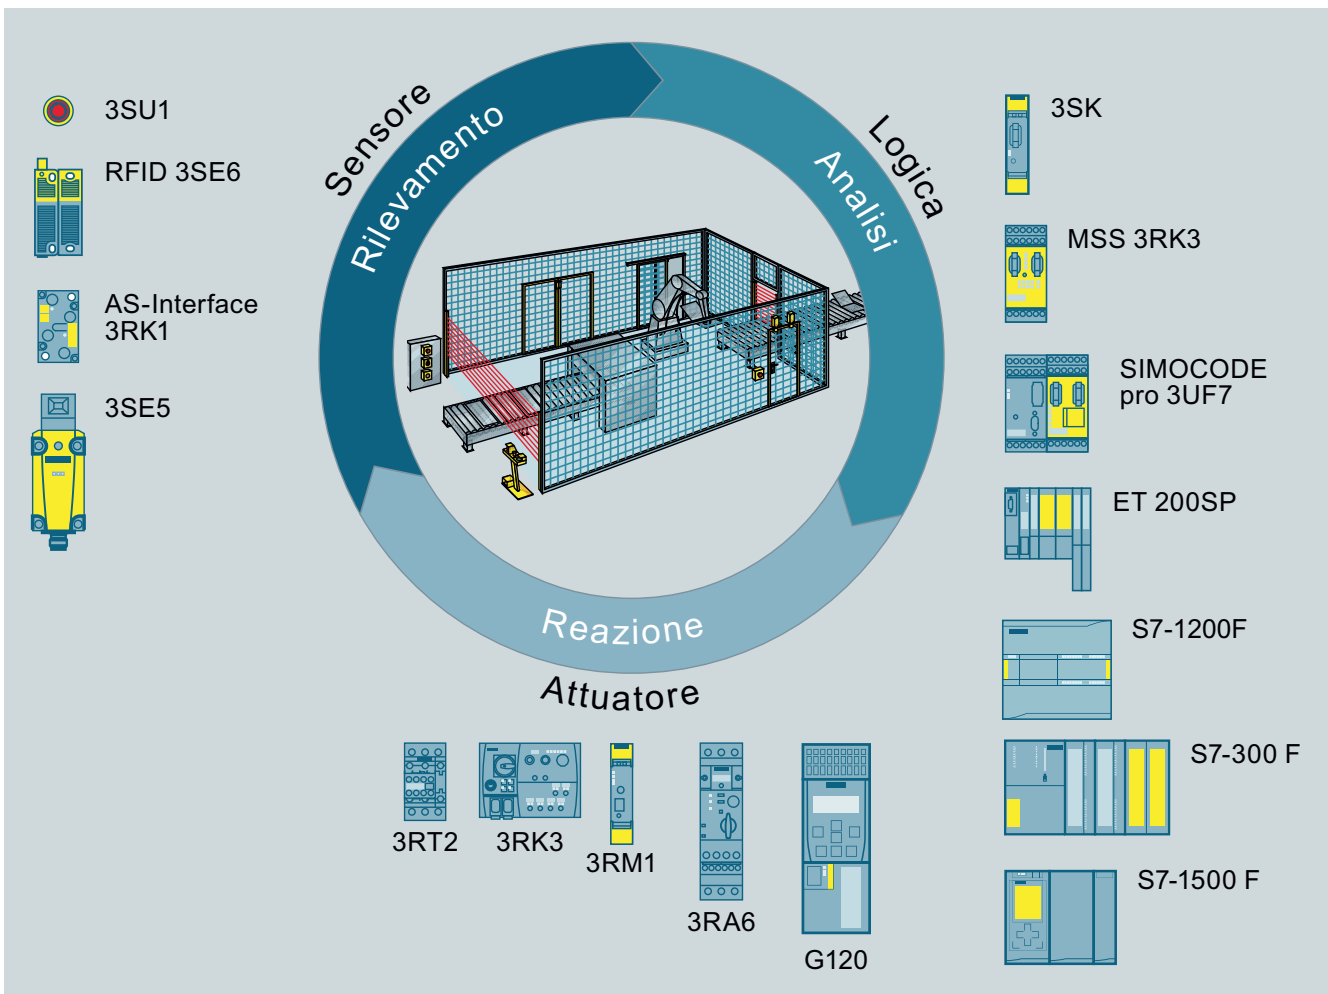 Sensore
Rilevamento
Logica
Analisi
Reazione
Attuatore
3SU1
RFID 3SE6
AS-Interface
3RK1
3SE5
3SK
MSS 3RK3
SIMOCODE
pro 3UF7
ET 200SP
S7-1200F
S7-300 F
S7-1500 F
3RT2
3RK3
3RM1
3RA6
G120